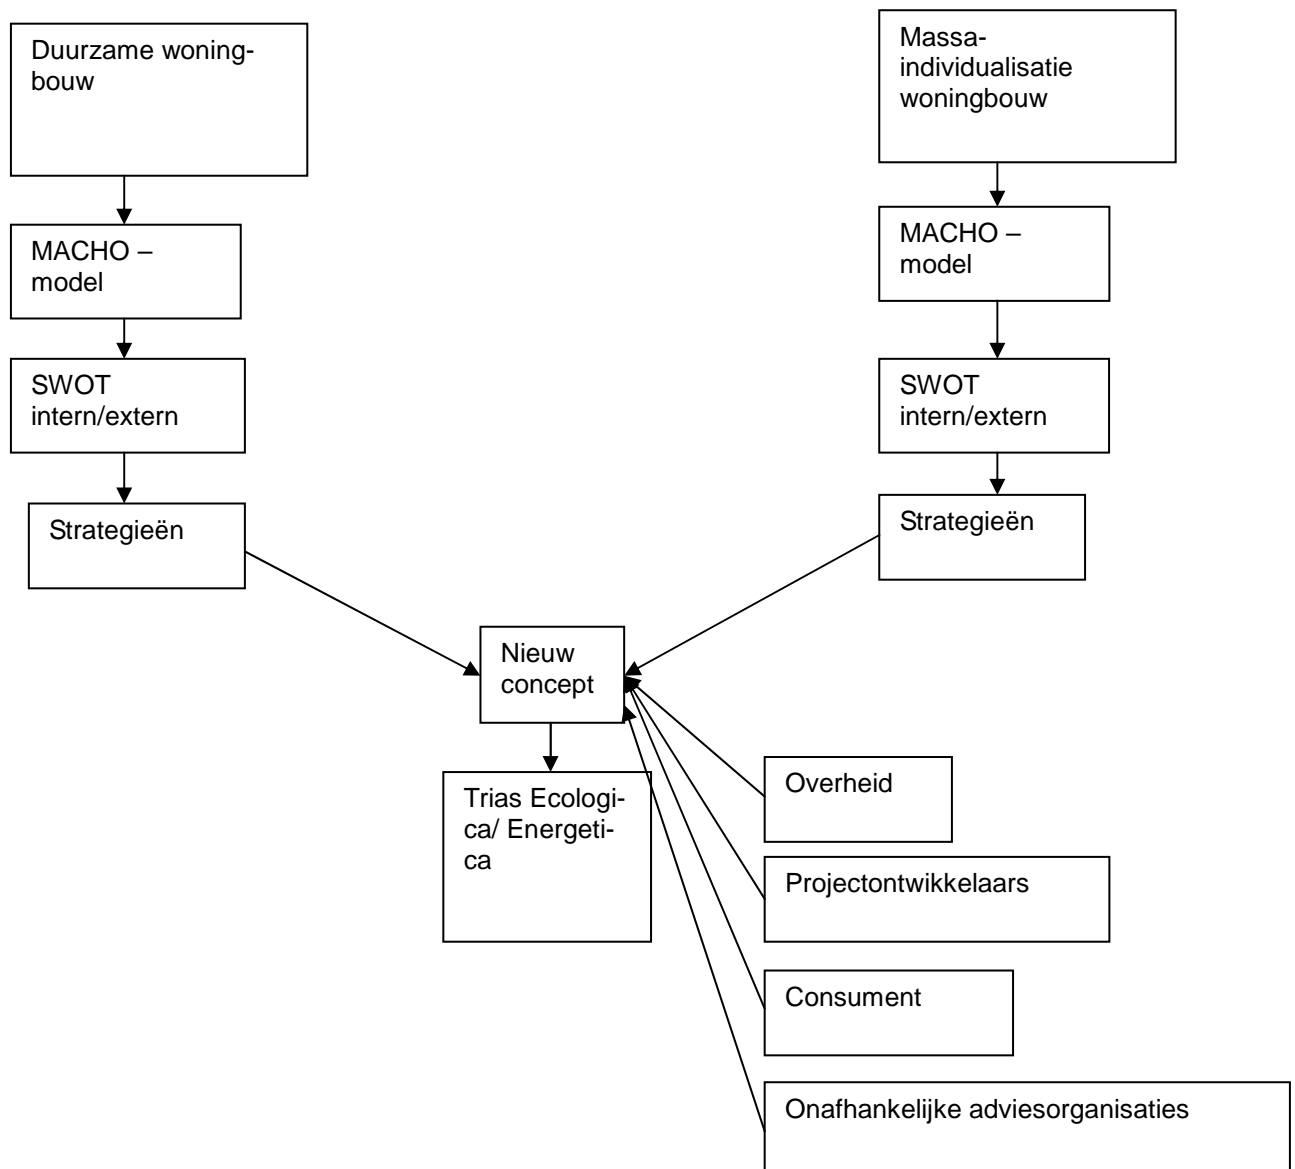 Duurzame woning-
bouw
MACHO –
model
SWOT
intern/extern
Strategieën
Massa-
individualisatie
woningbouw
MACHO –
model
SWOT
intern/extern
Strategieën
Nieuw
concept
Trias Ecologi-
ca/ Energeti-
ca
Overheid
Projectontwikkelaars
Consument
Onafhankelijke adviesorganisaties